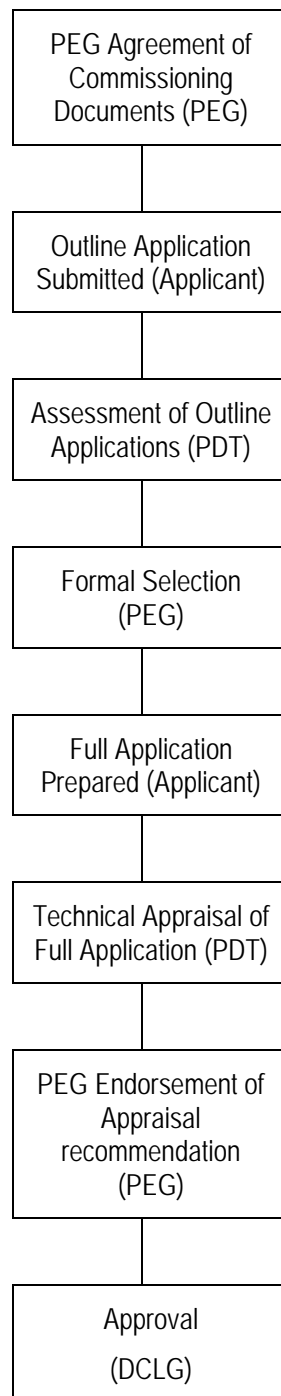 PEG Agreement of
Commissioning
Documents (PEG)
Outline Application
Submitted (Applicant)
Assessment of Outline
Applications (PDT)
Formal Selection
(PEG)
Full Application
Prepared (Applicant)
Technical Appraisal of
Full Application (PDT)
PEG Endorsement of
Appraisal
recommendation
(PEG)
Approval
(DCLG)